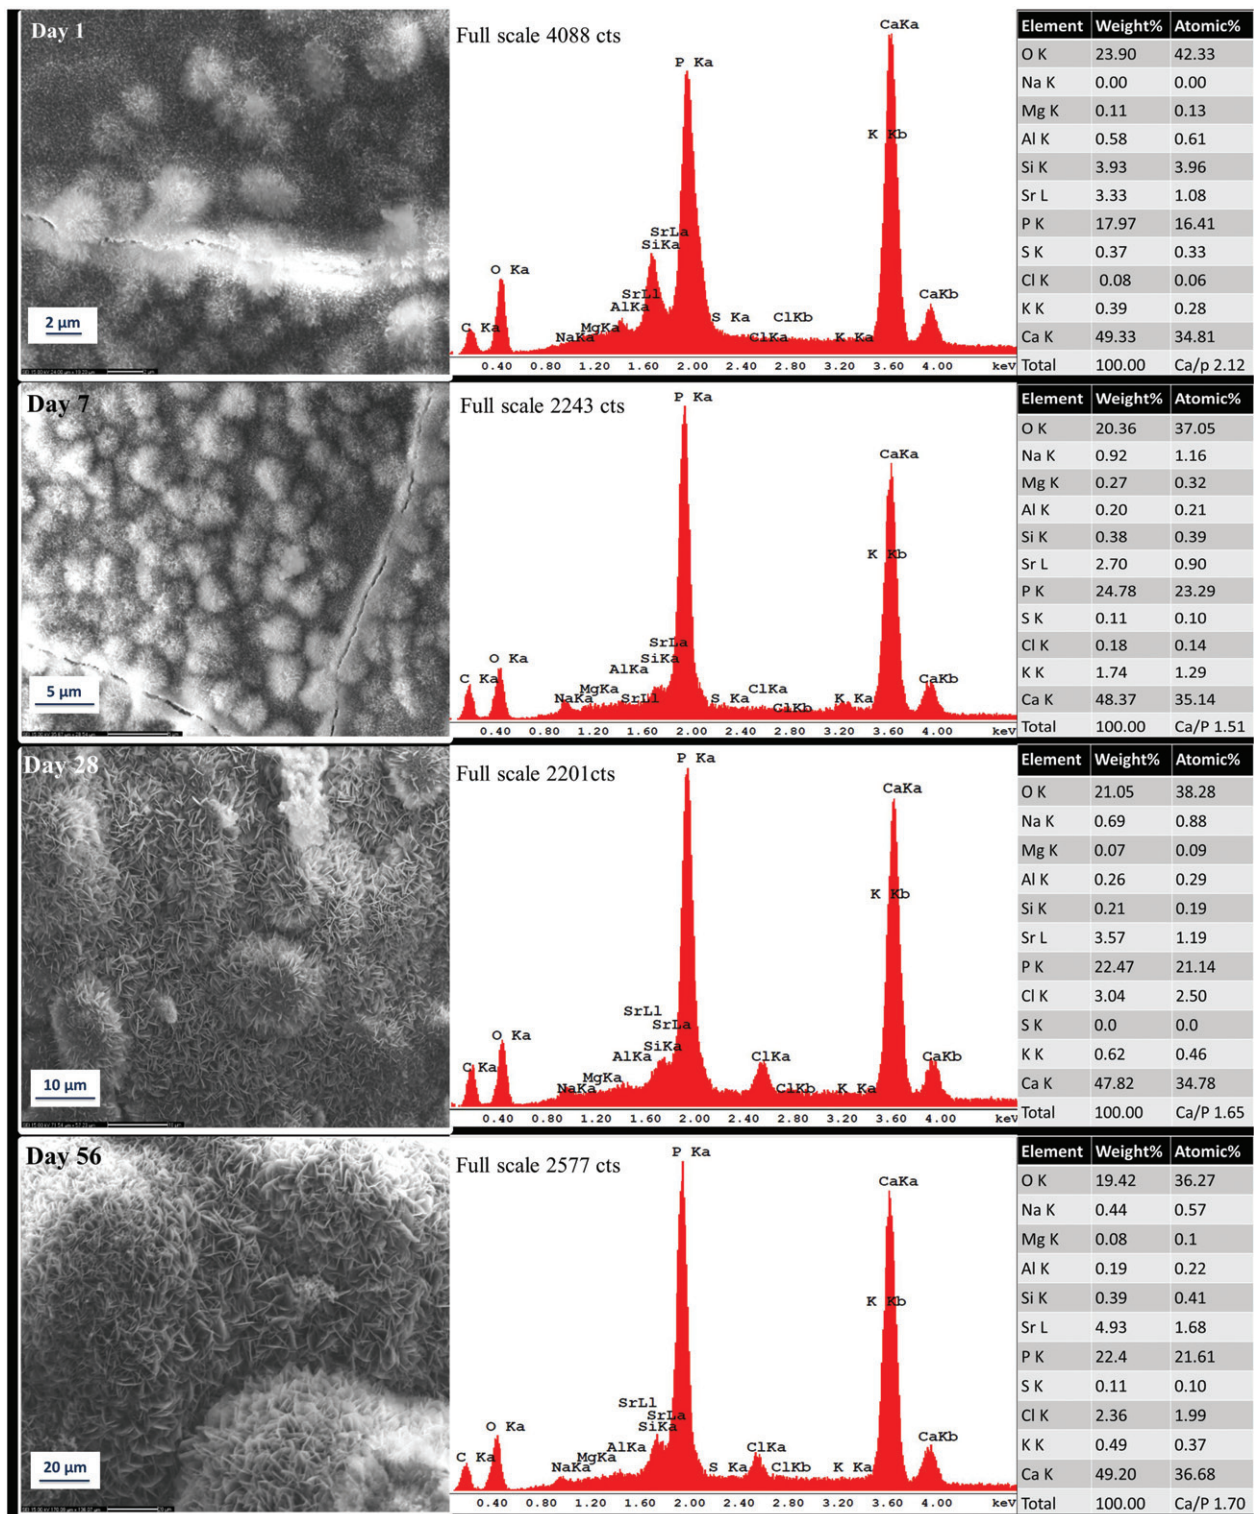 Day 1
2 µm
Full scale 4088 cts
CaKa
P Ka
K Kb
SrLa
SiKa
O Ka
SrLl
CaKb
AlKa
C Ka
MgKa
S Ka
ClKb
NaKa
ClKa
K Ka
0.40 0.80 1.20 1.60 2.00 2.40 2.80 3.20 3.60 4.00 keV
Element Weight% Atomic%
O K 23.90 42.33
Na K 0.00 0.00
Mg K 0.11 0.13
Al K 0.58 0.61
Si K 3.93 3.96
Sr L 3.33 1.08
P K 17.97 16.41
S K 0.37 0.33
Cl K 0.08 0.06
K K 0.39 0.28
Ca K 49.33 34.81
Total 100.00 Ca/p 2.12
Day 7
5 µm
Full scale 2243 cts
P Ka
CaKa
K Kb
SrLa
O Ka
SiKa
AlKa
C Ka
CaKb
MgKa
ClKa
NaKa
SrLl
S Ka
K Ka
ClKb
0.40 0.80 1.20 1.60 2.00 2.40 2.80 3.20 3.60 4.00 keV
Element Weight% Atomic%
O K 20.36 37.05
Na K 0.92 1.16
Mg K 0.27 0.32
Al K 0.20 0.21
Si K 0.38 0.39
Sr L 2.70 0.90
P K 24.78 23.29
S K 0.11 0.10
Cl K 0.18 0.14
K K 1.74 1.29
Ca K 48.37 35.14
Total 100.00 Ca/P 1.51
Day 28
10 µm
Full scale 2201cts
P Ka
CaKa
K Kb
SrLl
SrLa
O Ka
SiKa
AlKa
ClKa
CaKb
C Ka
MgKa
NaKa
ClKb
K Ka
0.40 0.80 1.20 1.60 2.00 2.40 2.80 3.20 3.60 4.00 keV
Element Weight% Atomic%
O K 21.05 38.28
Na K 0.69 0.88
Mg K 0.07 0.09
Al K 0.26 0.29
Si K 0.21 0.19
Sr L 3.57 1.19
P K 22.47 21.14
Cl K 3.04 2.50
S K 0.0 0.0
K K 0.62 0.46
Ca K 47.82 34.78
Total 100.00 Ca/P 1.65
Day 56
20 µm
Full scale 2577 cts
P Ka
CaKa
K Kb
SrLl
SrLa
O Ka
SiKa
CaKb
AlKa
ClKa
C Ka
MgKa
NaKa
S Ka
ClKb
K Ka
0.40 0.80 1.20 1.60 2.00 2.40 2.80 3.20 3.60 4.00 keV
Element Weight% Atomic%
O K 19.42 36.27
Na K 0.44 0.57
Mg K 0.08 0.1
Al K 0.19 0.22
Si K 0.39 0.41
Sr L 4.93 1.68
P K 22.4 21.61
S K 0.11 0.10
Cl K 2.36 1.99
K K 0.49 0.37
Ca K 49.20 36.68
Total 100.00 Ca/P 1.70